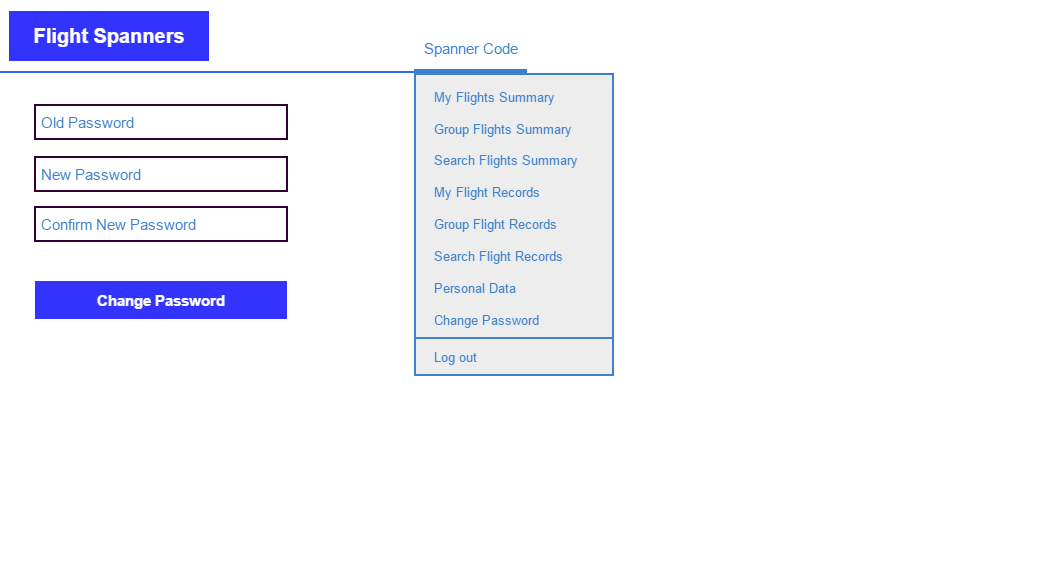 Flight Spanners
Spanner Code
My Flights Summary
Group Flights Summary
Search Flights Summary
My Flight Records
Group Flight Records
Search Flight Records
Personal Data
Change Password
Log out
Old Password
New Password
Confirm New Password
Change Password